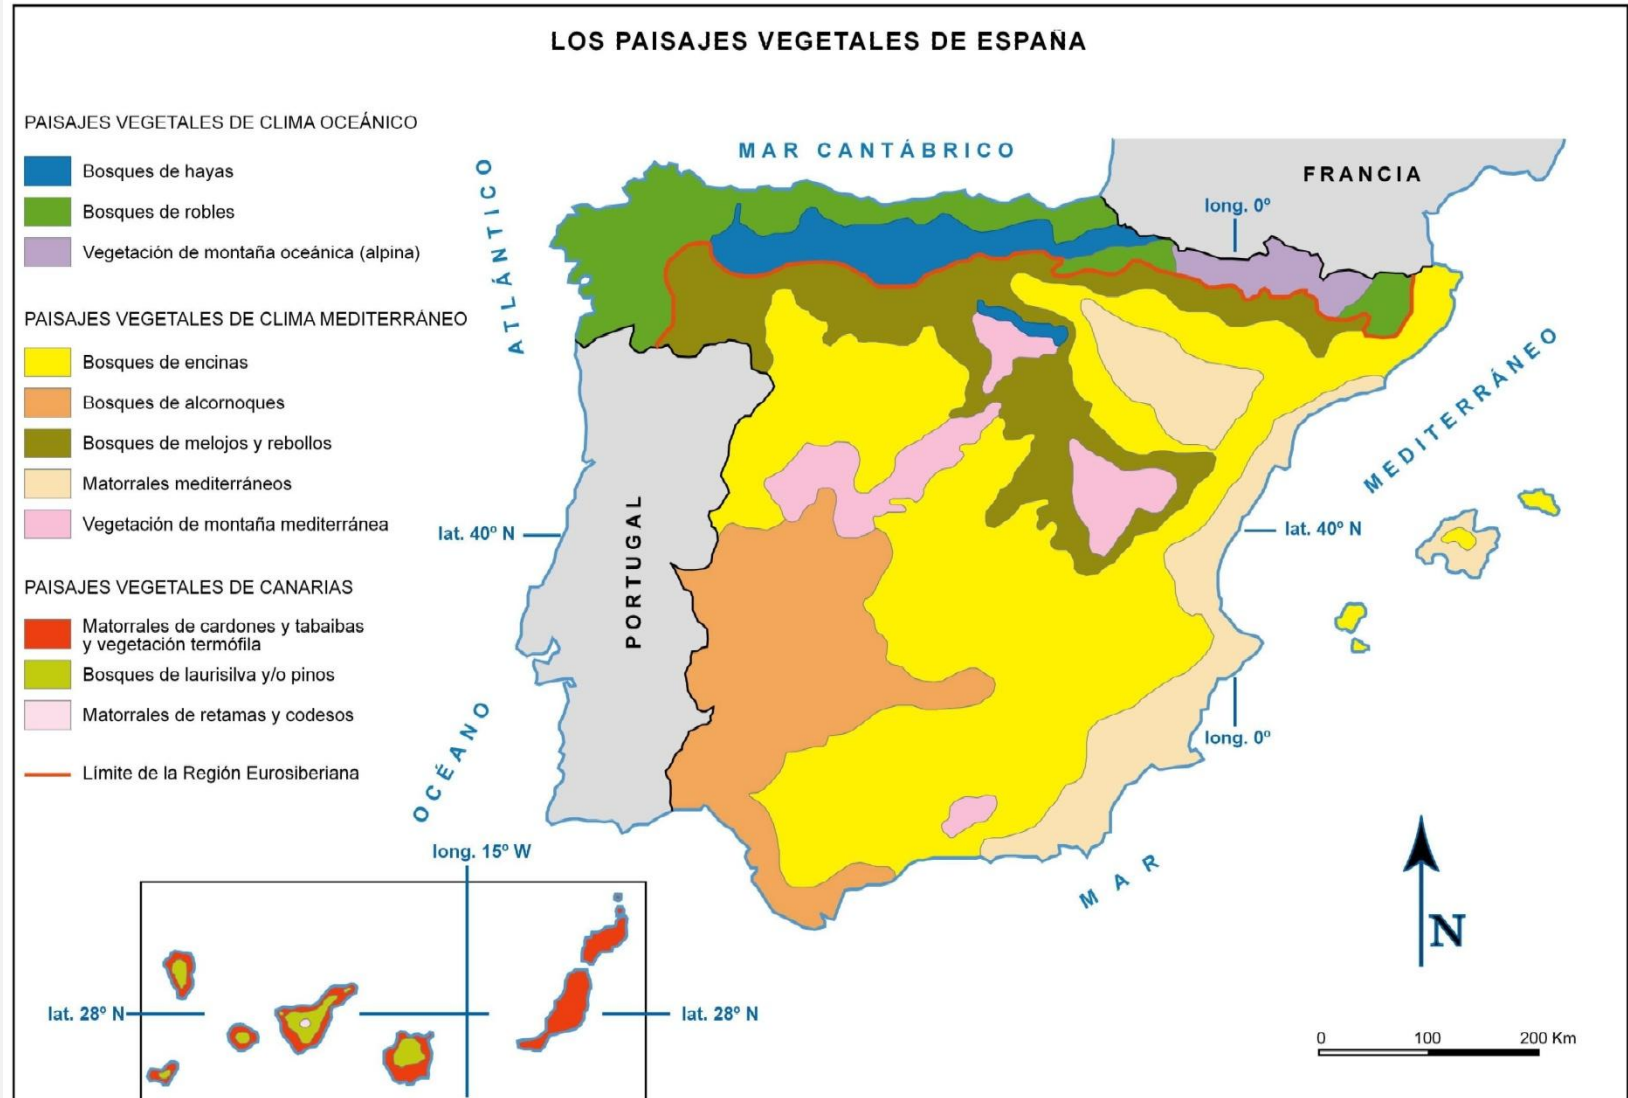 LOS PAISAJES VEGETALES DE ESPAÑA
PAISAJES VEGETALES DE CLIMA OCEÁNICO
Bosques de hayas
Bosques de robles
Vegetación de montaña oceánica (alpina)
PAISAJES VEGETALES DE CLIMA MEDITERRÁNEO
Bosques de encinas
Bosques de alcornoques
Bosques de melojos y rebollos
Matorrales mediterráneos
Vegetación de montaña mediterránea
PAISAJES VEGETALES DE CANARIAS
Matorrales de cardones y tabaibas
y vegetación termófila
Bosques de laurisilva y/o pinos
Matorrales de retamas y codesos
Límite de la Región Eurosiberiana
MAR CANTÁBRICO
FRANCIA
long. 0º
OCÉANO ATLÁNTICO
PORTUGAL
lat. 40º N
lat. 40º N
MAR MEDITERRÁNEO
long. 0º
long. 15º W
lat. 28º N
lat. 28º N
N
0 100 200 Km